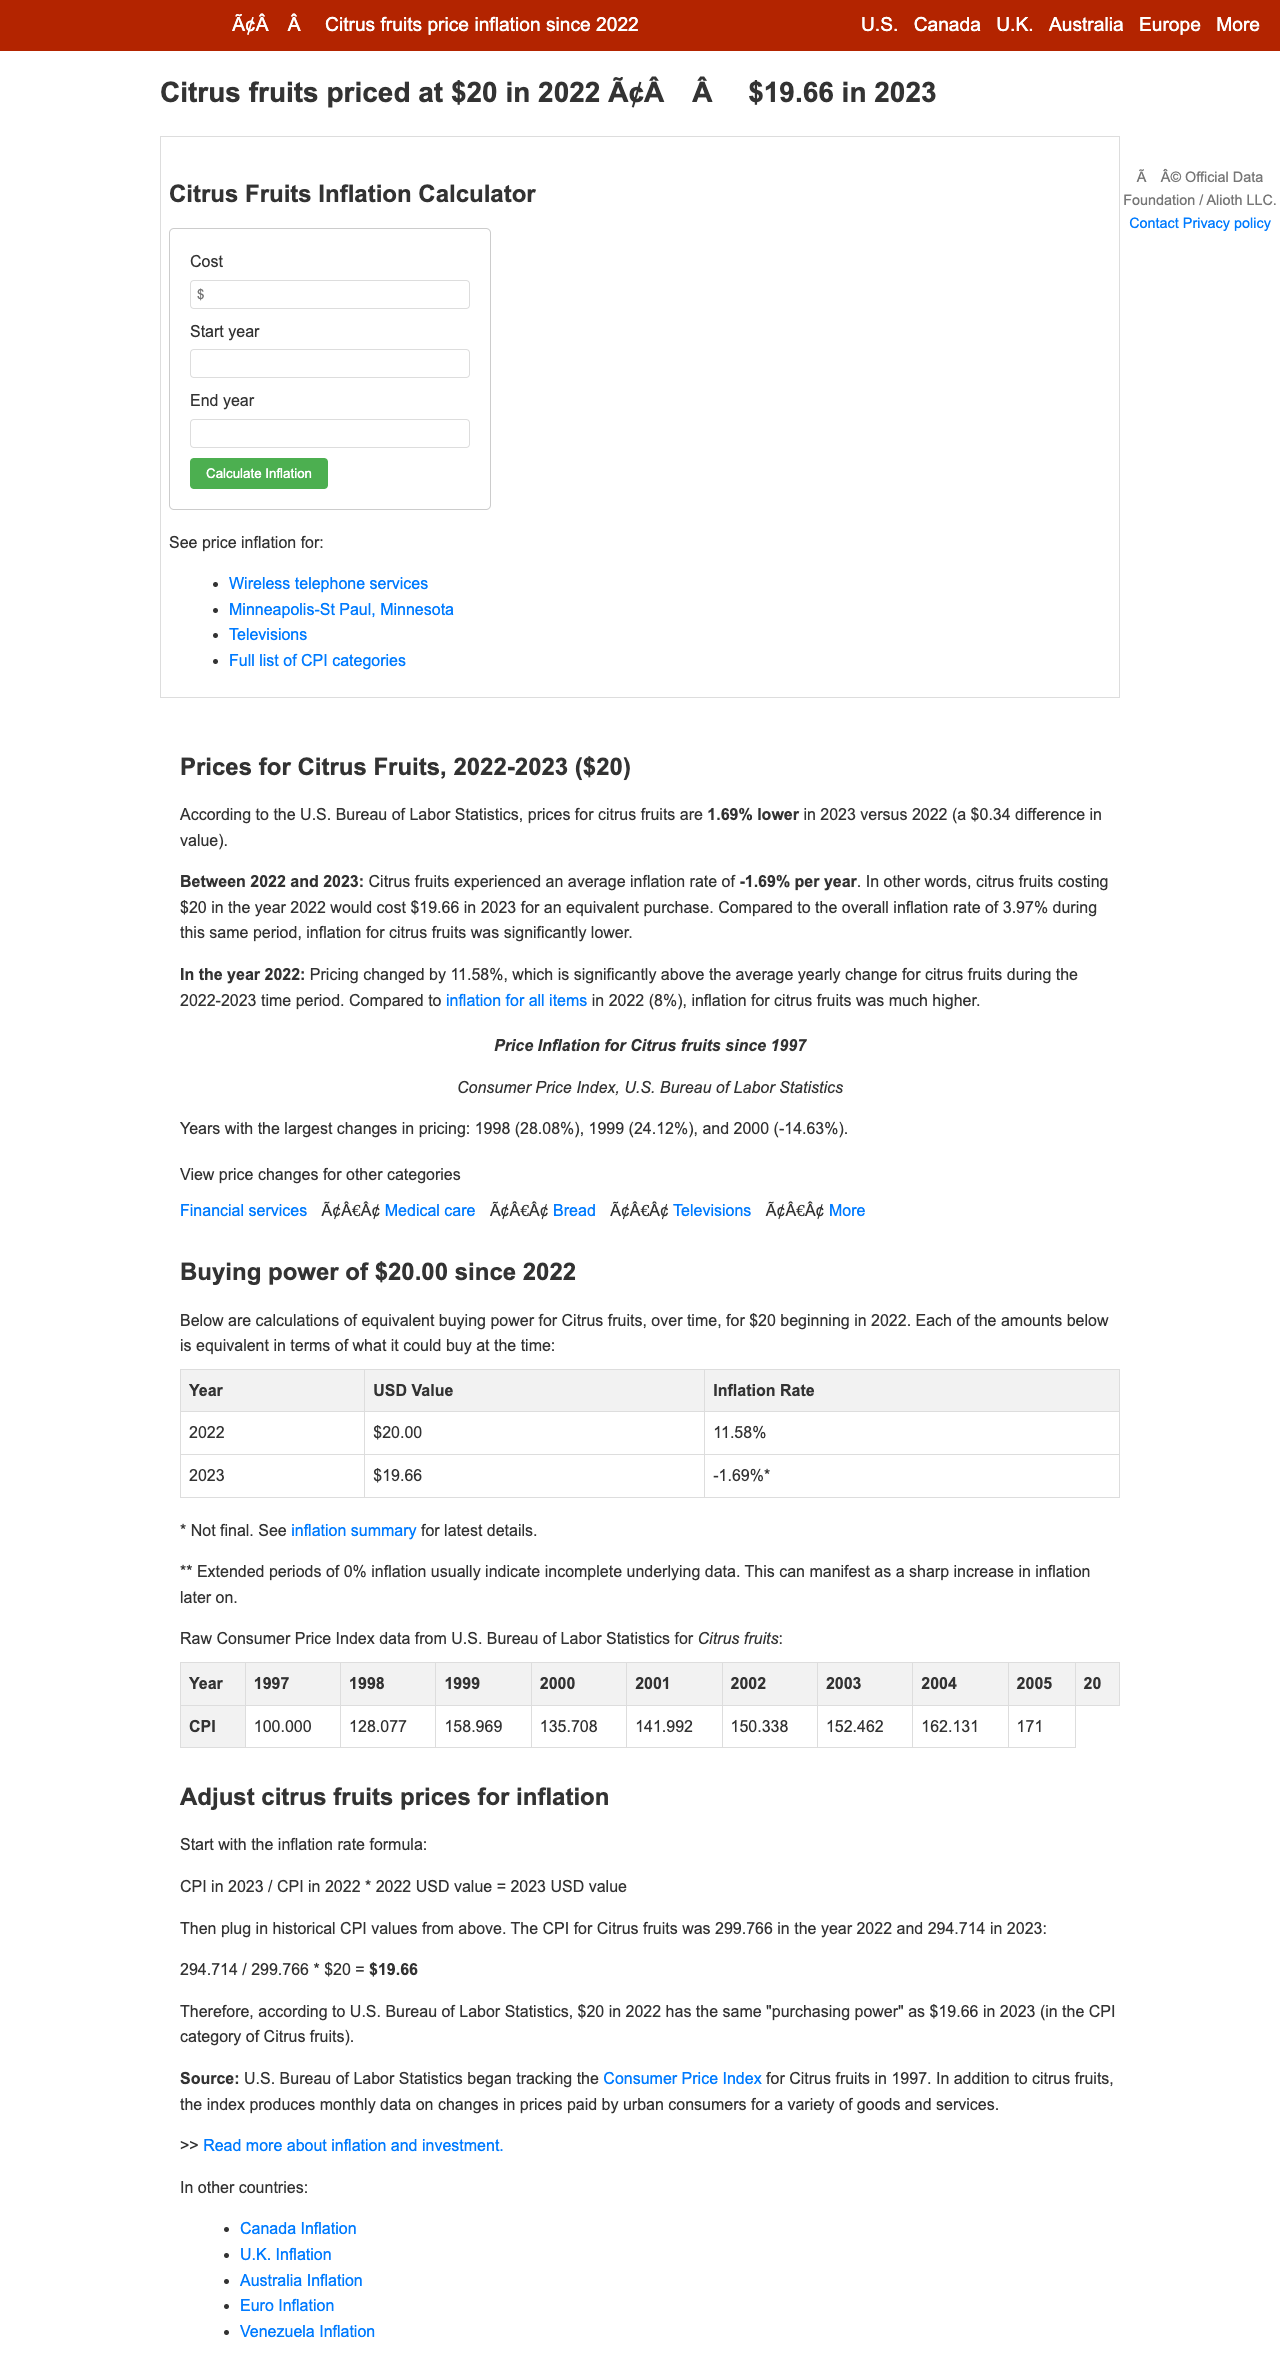 Ã¢Â Â Citrus fruits price inflation since 2022 U.S. Canada U.K. Australia Europe More
Citrus fruits priced at $20 in 2022 Ã¢Â Â $19.66 in 2023
Ã Â© Official Data
Foundation / Alioth LLC.
Contact Privacy policy
Citrus Fruits Inflation Calculator
Cost
$
Start year
End year
Calculate Inflation
See price inflation for:
• Wireless telephone services
• Minneapolis-St Paul, Minnesota
• Televisions
• Full list of CPI categories
Prices for Citrus Fruits, 2022-2023 ($20)
According to the U.S. Bureau of Labor Statistics, prices for citrus fruits are 1.69% lower in 2023 versus 2022 (a $0.34 difference in
value).
Between 2022 and 2023: Citrus fruits experienced an average inflation rate of -1.69% per year. In other words, citrus fruits costing
$20 in the year 2022 would cost $19.66 in 2023 for an equivalent purchase. Compared to the overall inflation rate of 3.97% during
this same period, inflation for citrus fruits was significantly lower.
In the year 2022: Pricing changed by 11.58%, which is significantly above the average yearly change for citrus fruits during the
2022-2023 time period. Compared to inflation for all items in 2022 (8%), inflation for citrus fruits was much higher.
Price Inflation for Citrus fruits since 1997
Consumer Price Index, U.S. Bureau of Labor Statistics
Years with the largest changes in pricing: 1998 (28.08%), 1999 (24.12%), and 2000 (-14.63%).
View price changes for other categories
Financial services Ã¢Â€Â¢ Medical care Ã¢Â€Â¢ Bread Ã¢Â€Â¢ Televisions Ã¢Â€Â¢ More
Buying power of $20.00 since 2022
Below are calculations of equivalent buying power for Citrus fruits, over time, for $20 beginning in 2022. Each of the amounts below
is equivalent in terms of what it could buy at the time:
Year USD Value Inflation Rate
2022 $20.00 11.58%
2023 $19.66 -1.69%*
* Not final. See inflation summary for latest details.
** Extended periods of 0% inflation usually indicate incomplete underlying data. This can manifest as a sharp increase in inflation
later on.
Raw Consumer Price Index data from U.S. Bureau of Labor Statistics for Citrus fruits:
Year 1997 1998 1999 2000 2001 2002 2003 2004 2005 20
CPI 100.000 128.077 158.969 135.708 141.992 150.338 152.462 162.131 171
Adjust citrus fruits prices for inflation
Start with the inflation rate formula:
CPI in 2023 / CPI in 2022 * 2022 USD value = 2023 USD value
Then plug in historical CPI values from above. The CPI for Citrus fruits was 299.766 in the year 2022 and 294.714 in 2023:
294.714 / 299.766 * $20 = $19.66
Therefore, according to U.S. Bureau of Labor Statistics, $20 in 2022 has the same "purchasing power" as $19.66 in 2023 (in the CPI
category of Citrus fruits).
Source: U.S. Bureau of Labor Statistics began tracking the Consumer Price Index for Citrus fruits in 1997. In addition to citrus fruits,
the index produces monthly data on changes in prices paid by urban consumers for a variety of goods and services.
>> Read more about inflation and investment.
In other countries:
• Canada Inflation
• U.K. Inflation
• Australia Inflation
• Euro Inflation
• Venezuela Inflation